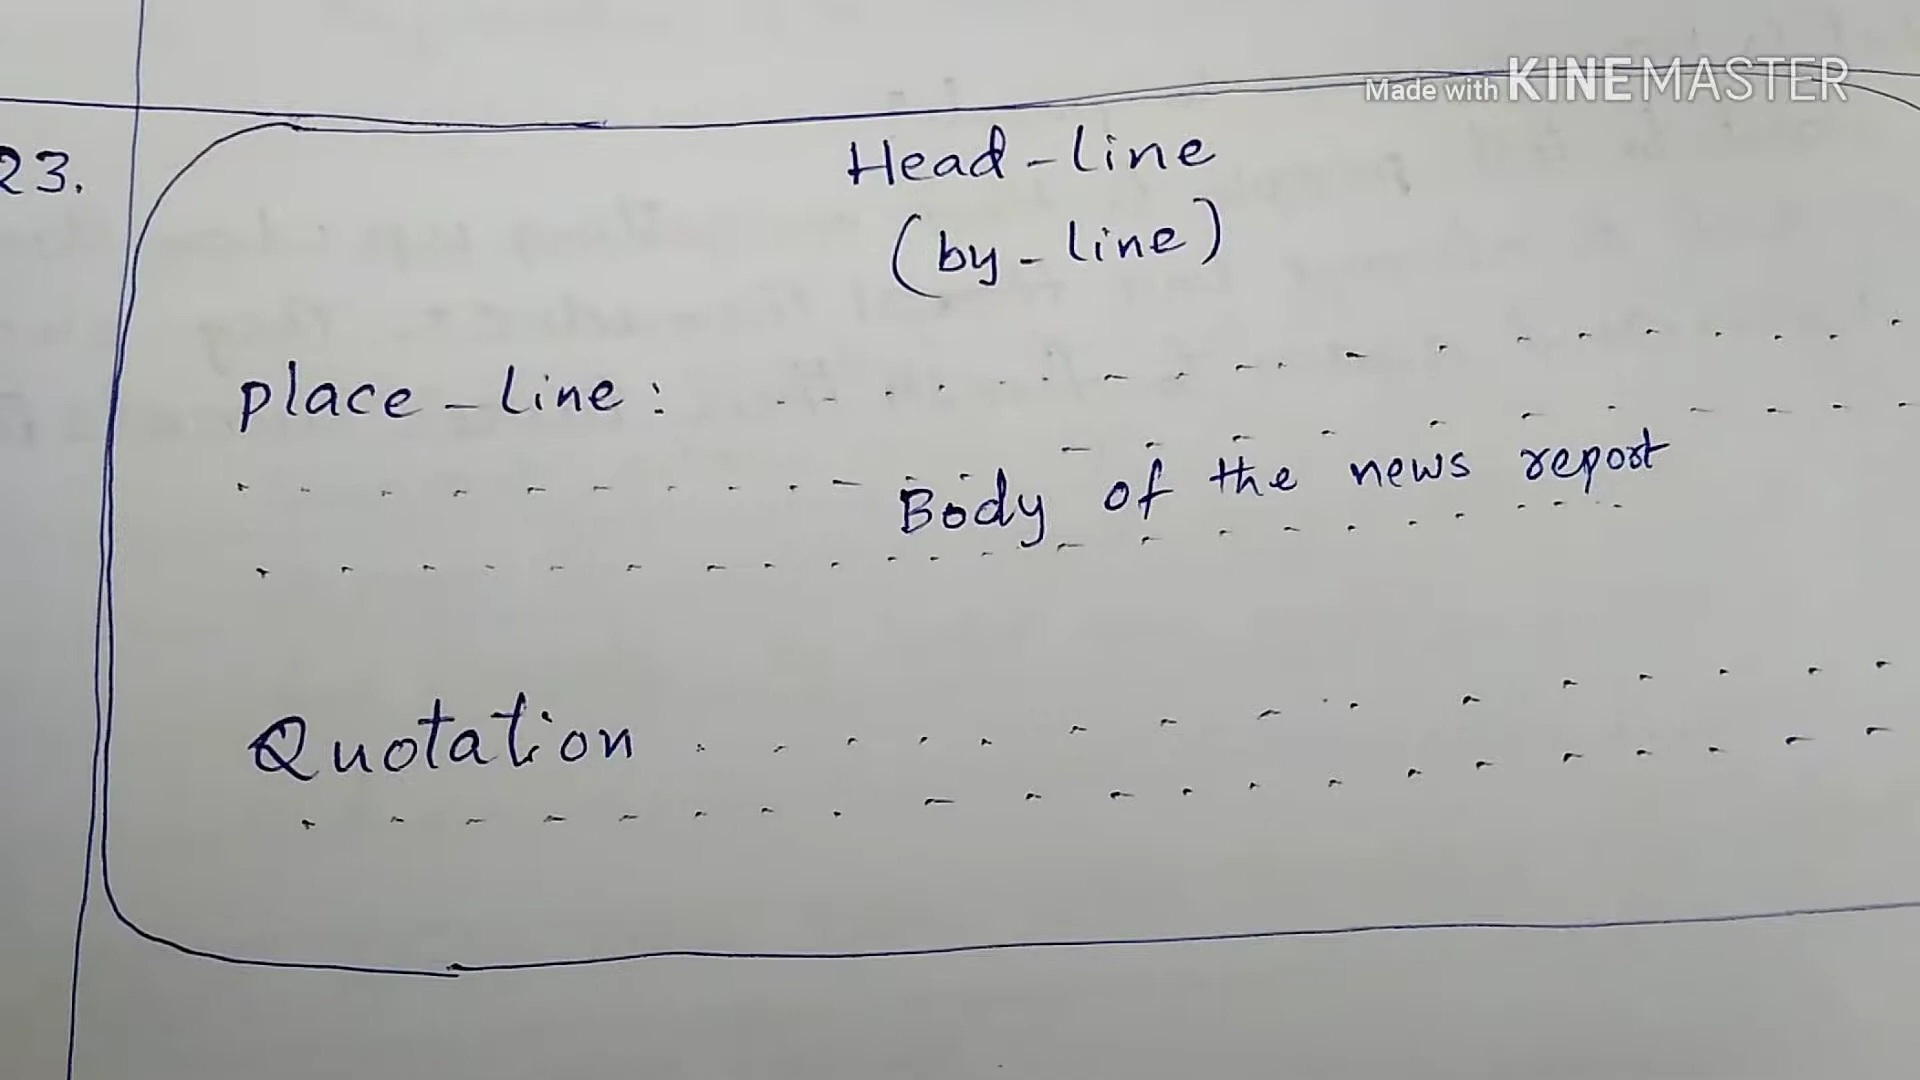 Made with KINEMASTER
23.
Head-line
(by-line)
place-line:
Body of the news report
Quotation